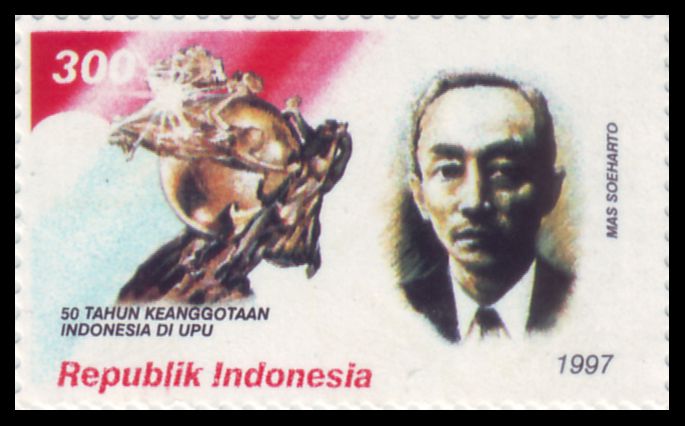 300
MAS SOEHARTO
50 TAHUN KEANGGOTAAN
INDONESIA DI UPU
Republik Indonesia
1997